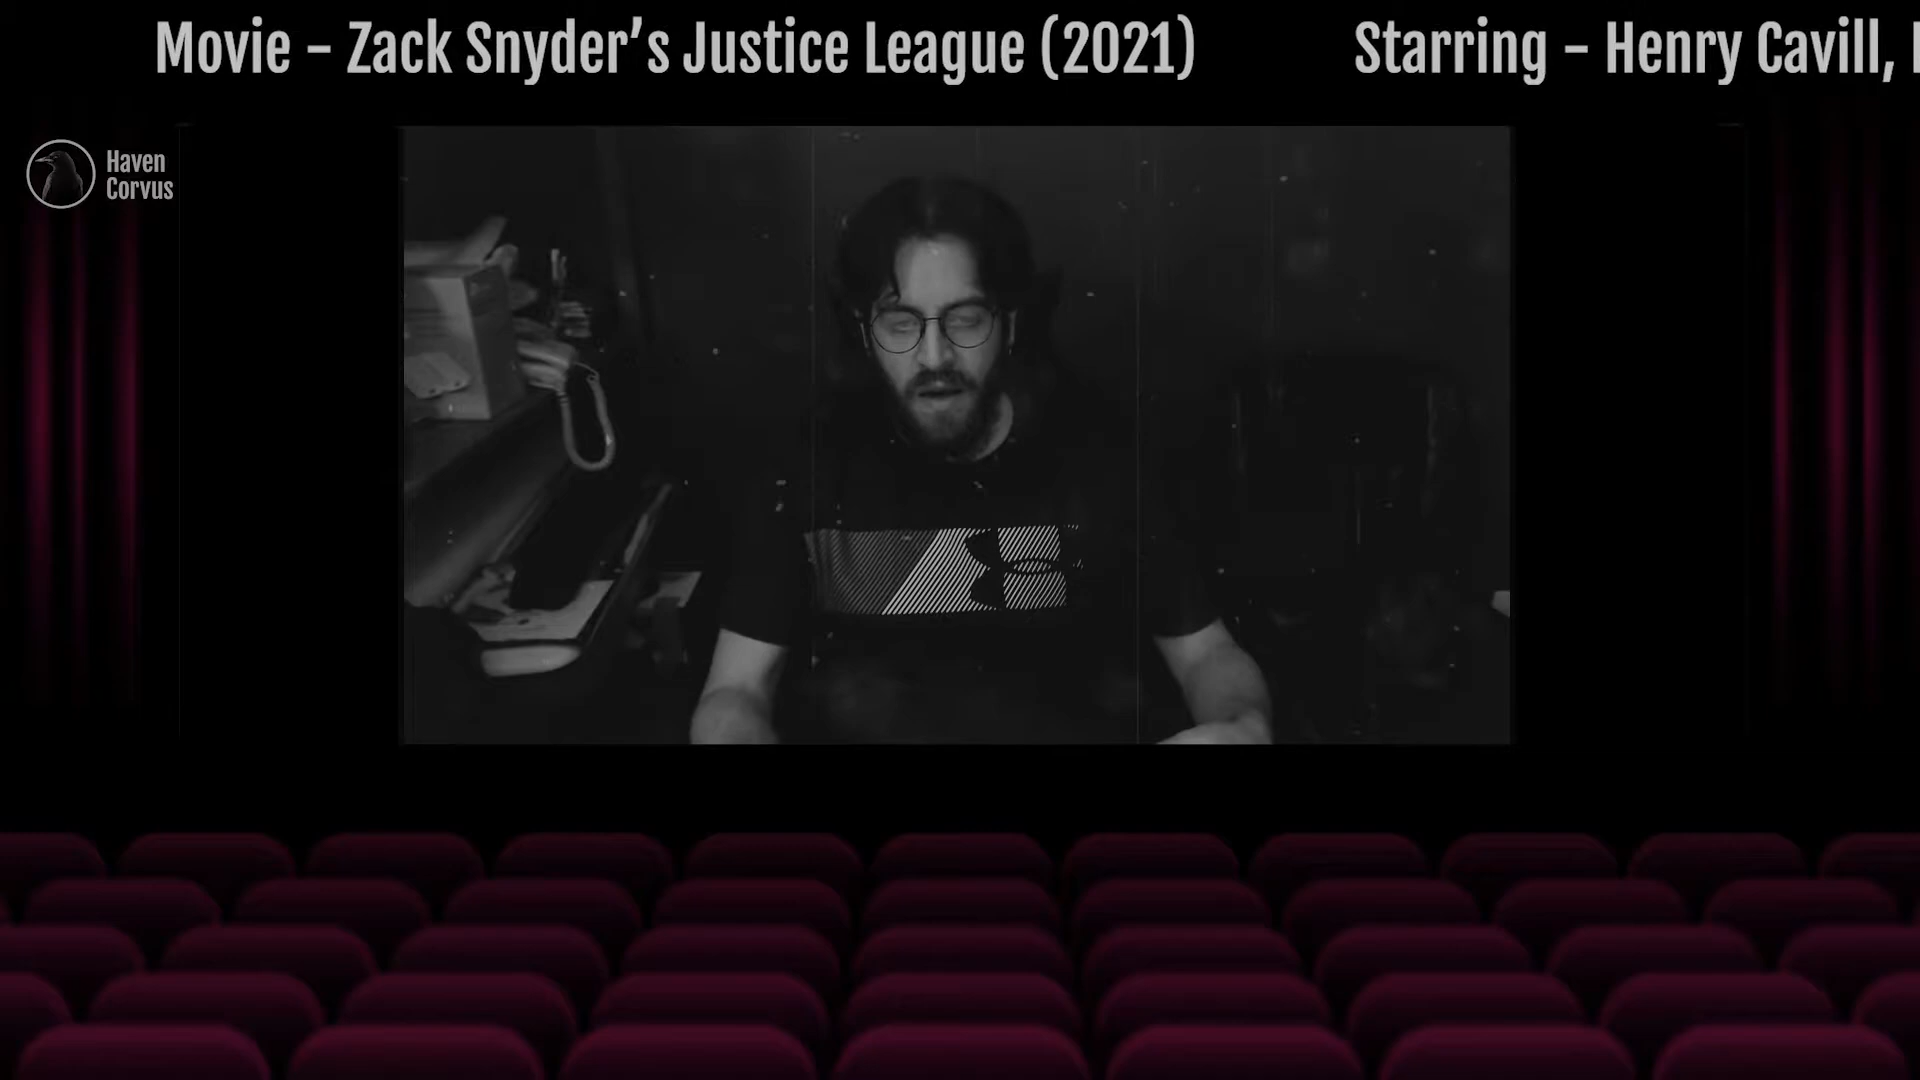 Movie – Zack Snyder’s Justice League (2021) Starring – Henry Cavill,
Haven
Corvus